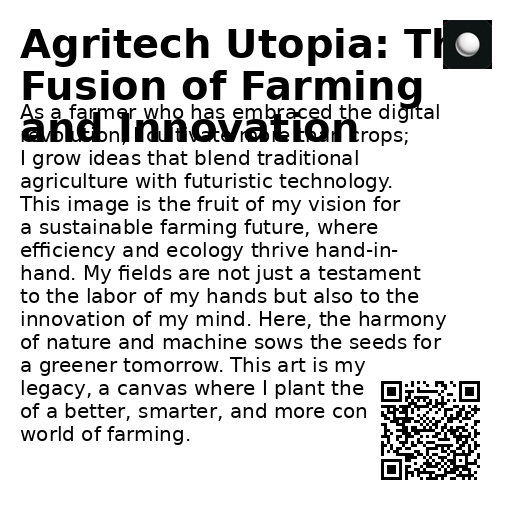 Agritech Utopia: Th
Fusion of Farming
and Innovation
As a farmer who has embraced the digital
revolution, I cultivate more than crops;
I grow ideas that blend traditional
agriculture with futuristic technology.
This image is the fruit of my vision for
a sustainable farming future, where
efficiency and ecology thrive hand-in-
hand. My fields are not just a testament
to the labor of my hands but also to the
innovation of my mind. Here, the harmony
of nature and machine sows the seeds for
a greener tomorrow. This art is my
legacy, a canvas where I plant the
of a better, smarter, and more con
world of farming.